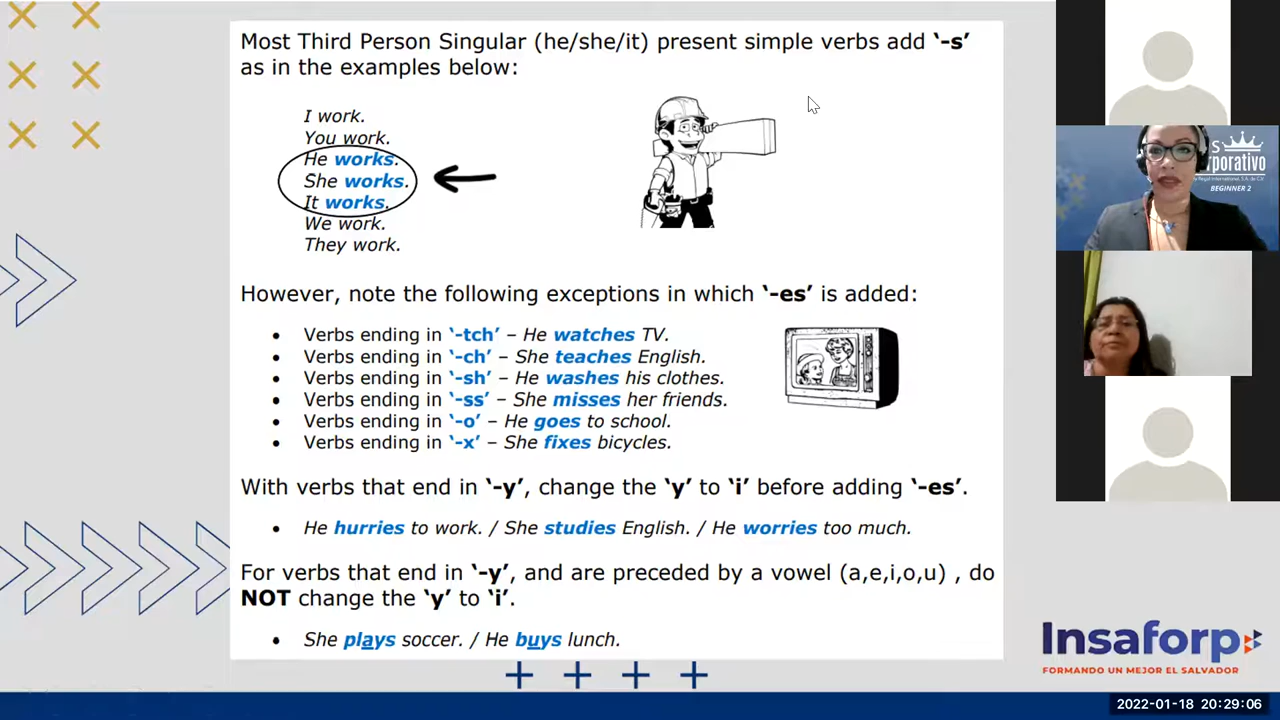 Most Third Person Singular (he/she/it) present simple verbs add ‘-s’
as in the examples below:
I work.
You work.
He works.
She works.
It works.
We work.
They work.
However, note the following exceptions in which ‘-es’ is added:
• Verbs ending in ‘-tch’ – He watches TV.
• Verbs ending in ‘-ch’ – She teaches English.
• Verbs ending in ‘-sh’ – He washes his clothes.
• Verbs ending in ‘-ss’ – She misses her friends.
• Verbs ending in ‘-o’ – He goes to school.
• Verbs ending in ‘-x’ – She fixes bicycles.
With verbs that end in ‘-y’, change the ‘y’ to ‘i’ before adding ‘-es’.
• He hurries to work. / She studies English. / He worries too much.
For verbs that end in ‘-y’, and are preceded by a vowel (a,e,i,o,u) , do
NOT change the ‘y’ to ‘i’.
• She plays soccer. / He buys lunch.
s
rporativo
Regal International, S.A. de C.V.
BEGINNER 2
Insaforp
FORMANDO UN MEJOR EL SALVADOR
2022-01-18 20:29:06